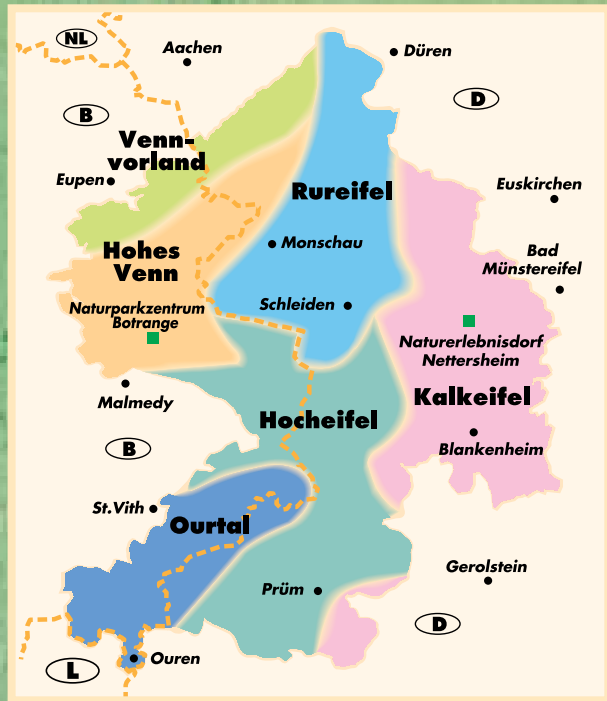 NL
Aachen
Düren
B
D
Venn-
vorland
Eupen
Rureifel
Euskirchen
Hohes
Venn
Monschau
Bad
Münstereifel
Naturparkzentrum
Botrange
Schleiden
Naturerlebnisdorf
Nettersheim
Malmedy
Kalkeifel
Hocheifel
B
Blankenheim
St.Vith
Ourtal
Gerolstein
Prüm
D
Ouren
L